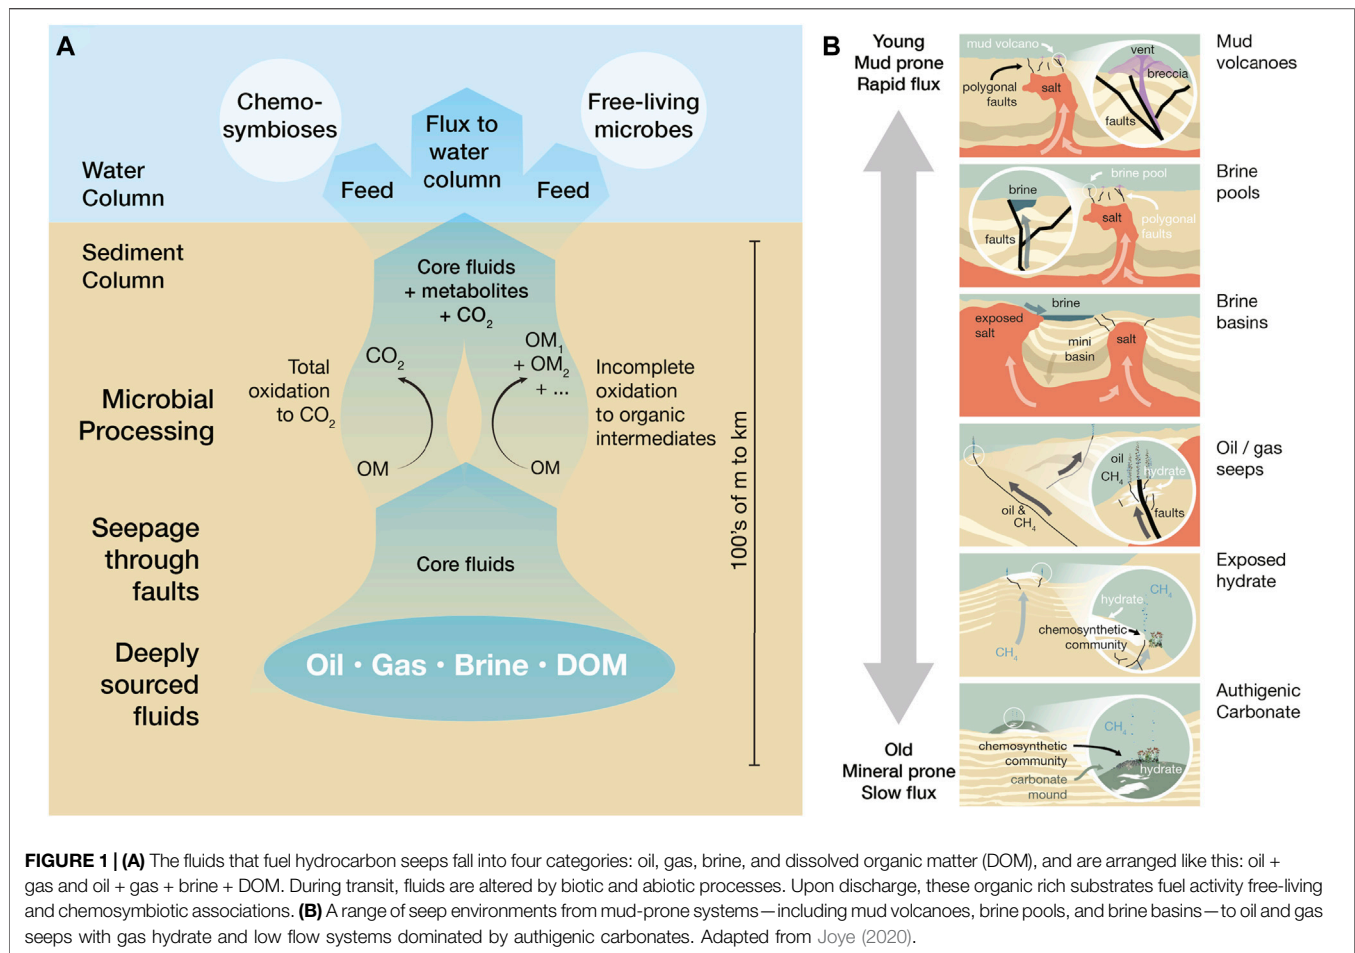 A
Chemo-
symbioses
Free-living
microbes
Flux to
water
column
Feed
Feed
Water
Column
Sediment
Column
Core fluids
+ metabolites
+ CO2
Total
oxidation
to CO2
CO2
OM
OM1
+ OM2
+ ...
OM
Incomplete
oxidation
to organic
intermediates
Microbial
Processing
Seepage
through
faults
Core fluids
Deeply
sourced
fluids
Oil • Gas • Brine • DOM
100's of m to km
B
Young
Mud prone
Rapid flux
Old
Mineral prone
Slow flux
mud volcano
polygonal
faults
salt
vent
breccia
faults
Mud
volcanoes
brine
faults
brine pool
salt
polygonal
faults
Brine
pools
exposed
salt
brine
mini
basin
salt
Brine
basins
oil &
CH4
oil
CH4
hydrate
faults
Oil / gas
seeps
CH4
hydrate
CH4
chemosynthetic
community
Exposed
hydrate
chemosynthetic
community
carbonate
mound
CH4
hydrate
Authigenic
Carbonate
FIGURE 1 | (A) The fluids that fuel hydrocarbon seeps fall into four categories: oil, gas, brine, and dissolved organic matter (DOM), and are arranged like this: oil +
gas and oil + gas + brine + DOM. During transit, fluids are altered by biotic and abiotic processes. Upon discharge, these organic rich substrates fuel activity free-living
and chemosymbiotic associations. (B) A range of seep environments from mud-prone systems—including mud volcanoes, brine pools, and brine basins—to oil and gas
seeps with gas hydrate and low flow systems dominated by authigenic carbonates. Adapted from Joye (2020).